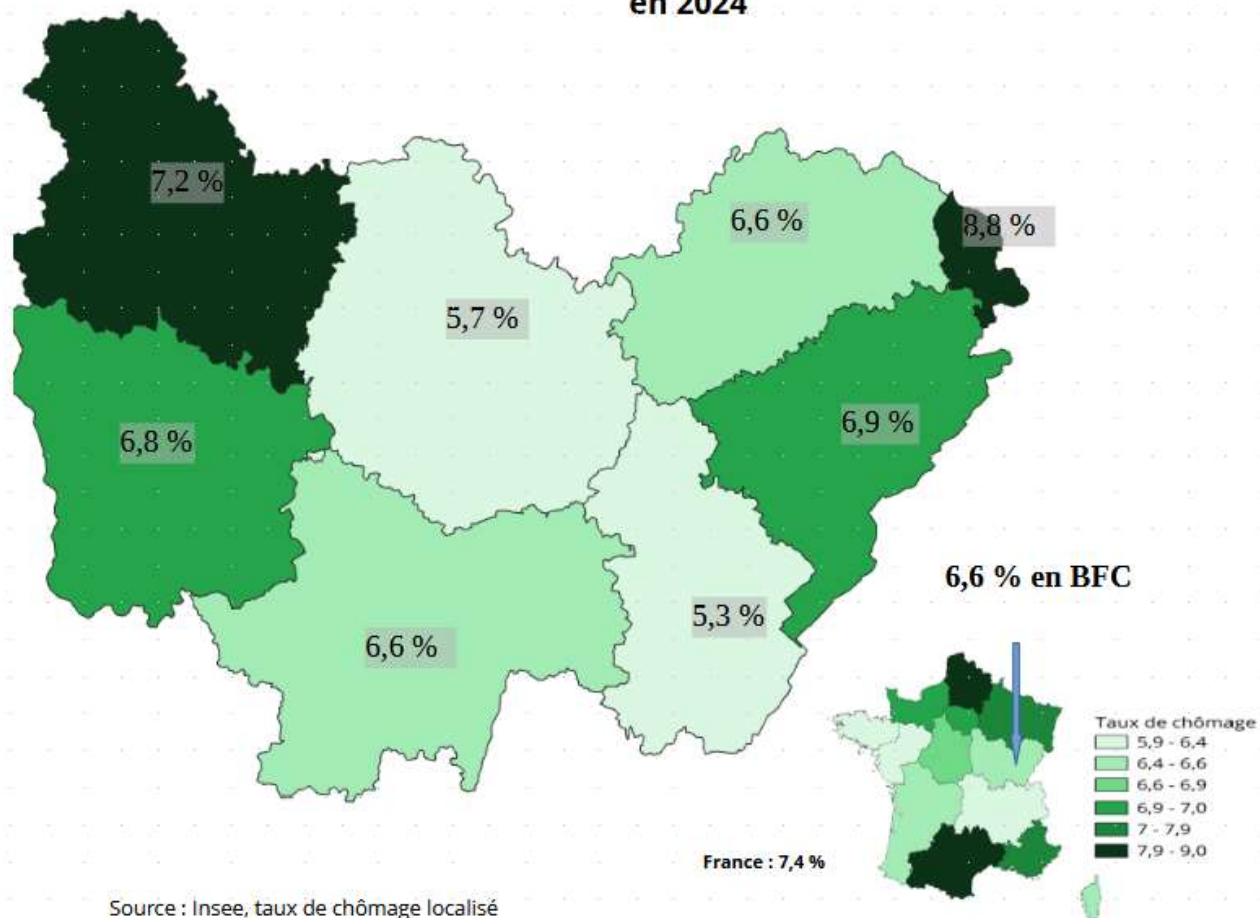 en 2024
7,2 %
6,6 %
8,8 %
5,7 %
6,8 %
6,9 %
6,6 % en BFC
5,3 %
6,6 %
Taux de chômage
5,9 - 6,4
6,4 - 6,6
6,6 - 6,9
6,9 - 7,0
7 - 7,9
7,9 - 9,0
France : 7,4 %
Source : Insee, taux de chômage localisé